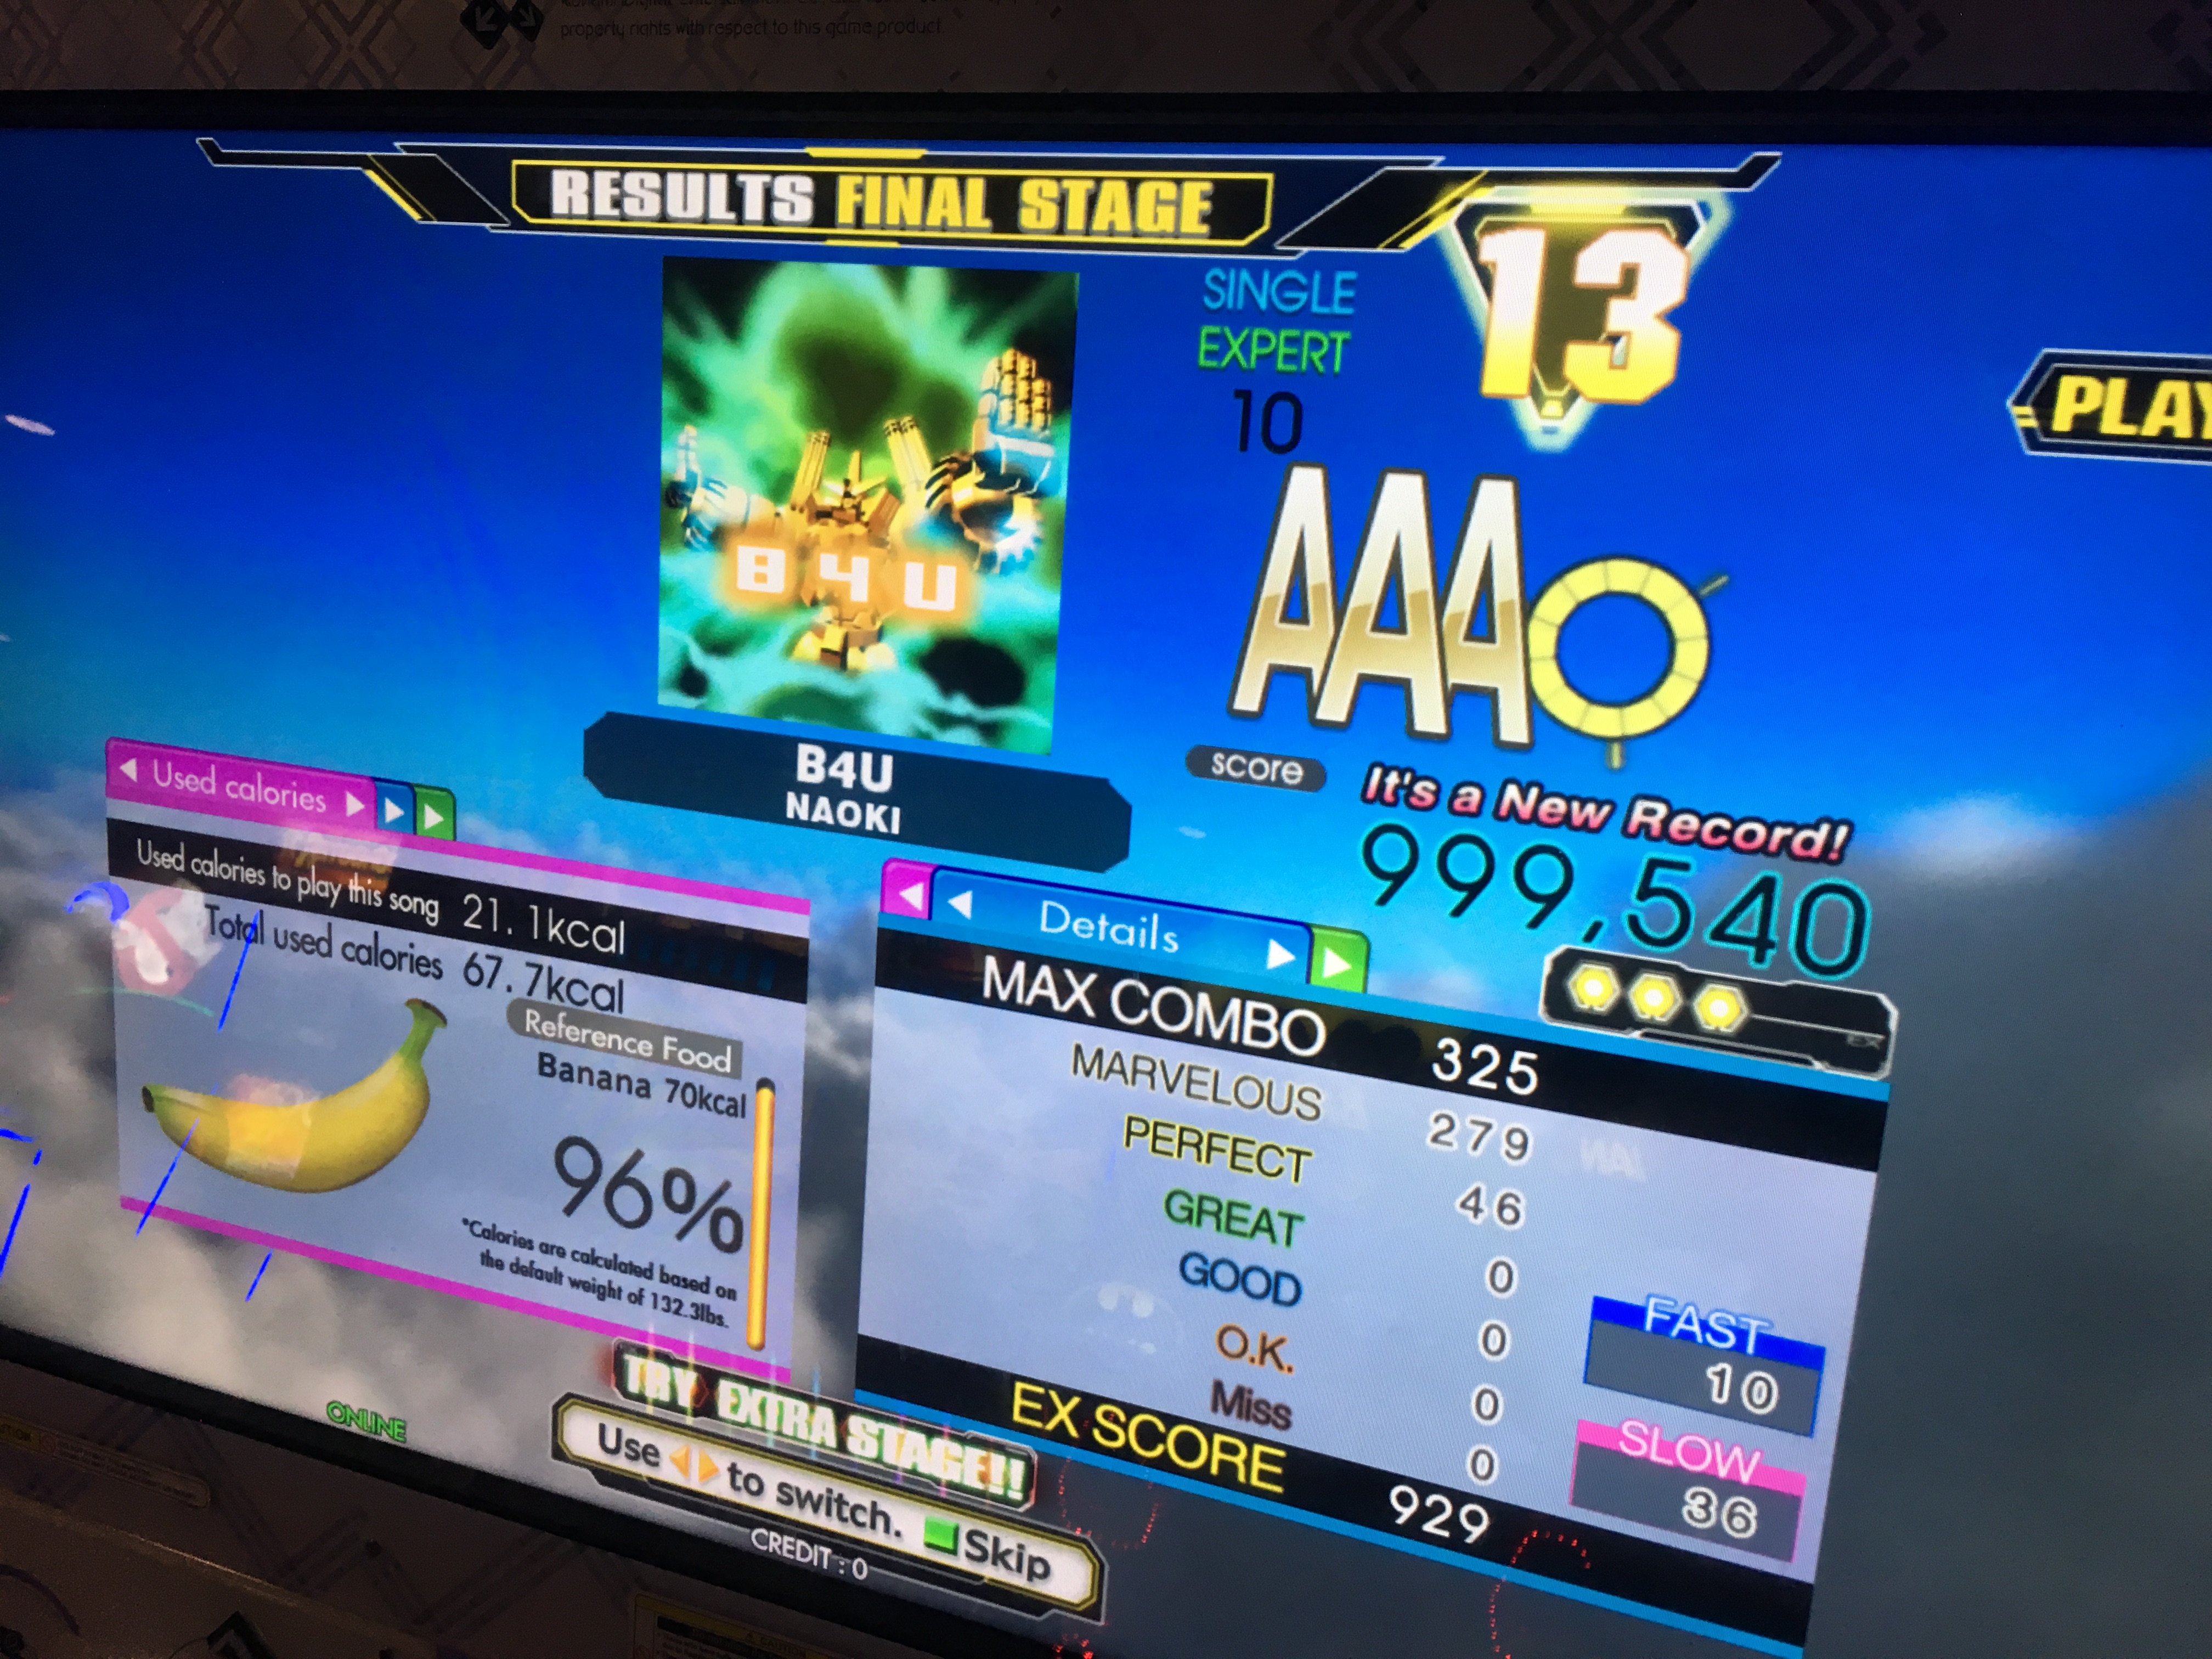 property rights with respect to this game product
RESULTS FINAL STAGE
13
SINGLE
EXPERT
10
PLAY
B4U
AAA
B4U
NAOKI
score
It's a New Record!
999,540
Used calories
Used calories to play this song 21.1kcal
Total used calories 67.7kcal
Reference Food
Banana 70kcal
96%
*Calories are calculated based on
the default weight of 132.3lbs.
Details
EX
MAX COMBO 325
MARVELOUS 279
PERFECT 46
GREAT 0
GOOD 0
O.K. 0
Miss 0
EX SCORE 929
FAST
10
SLOW
36
ONLINE
TRY EXTRA STAGE!!
Use to switch. Skip
CREDIT : 0